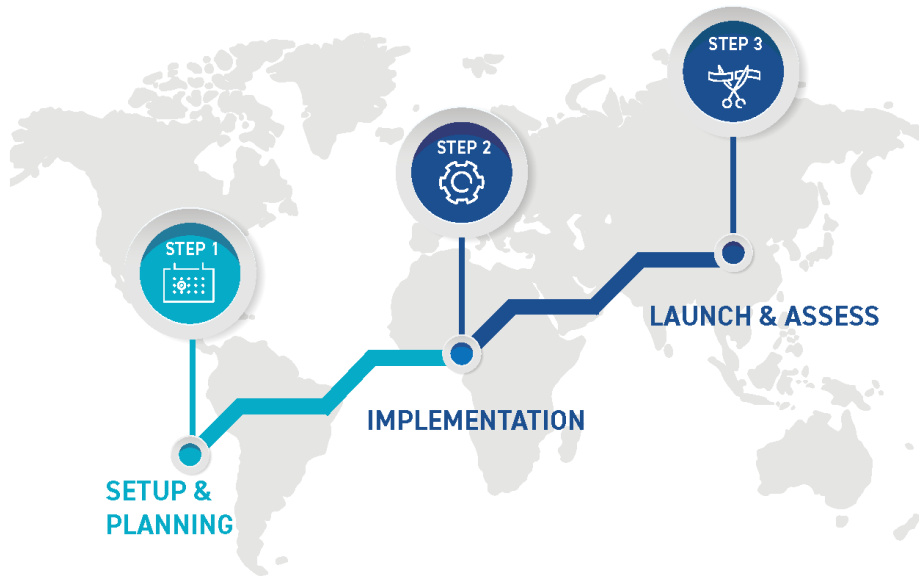 STEP 1
SETUP &
PLANNING
STEP 2
IMPLEMENTATION
STEP 3
LAUNCH & ASSESS